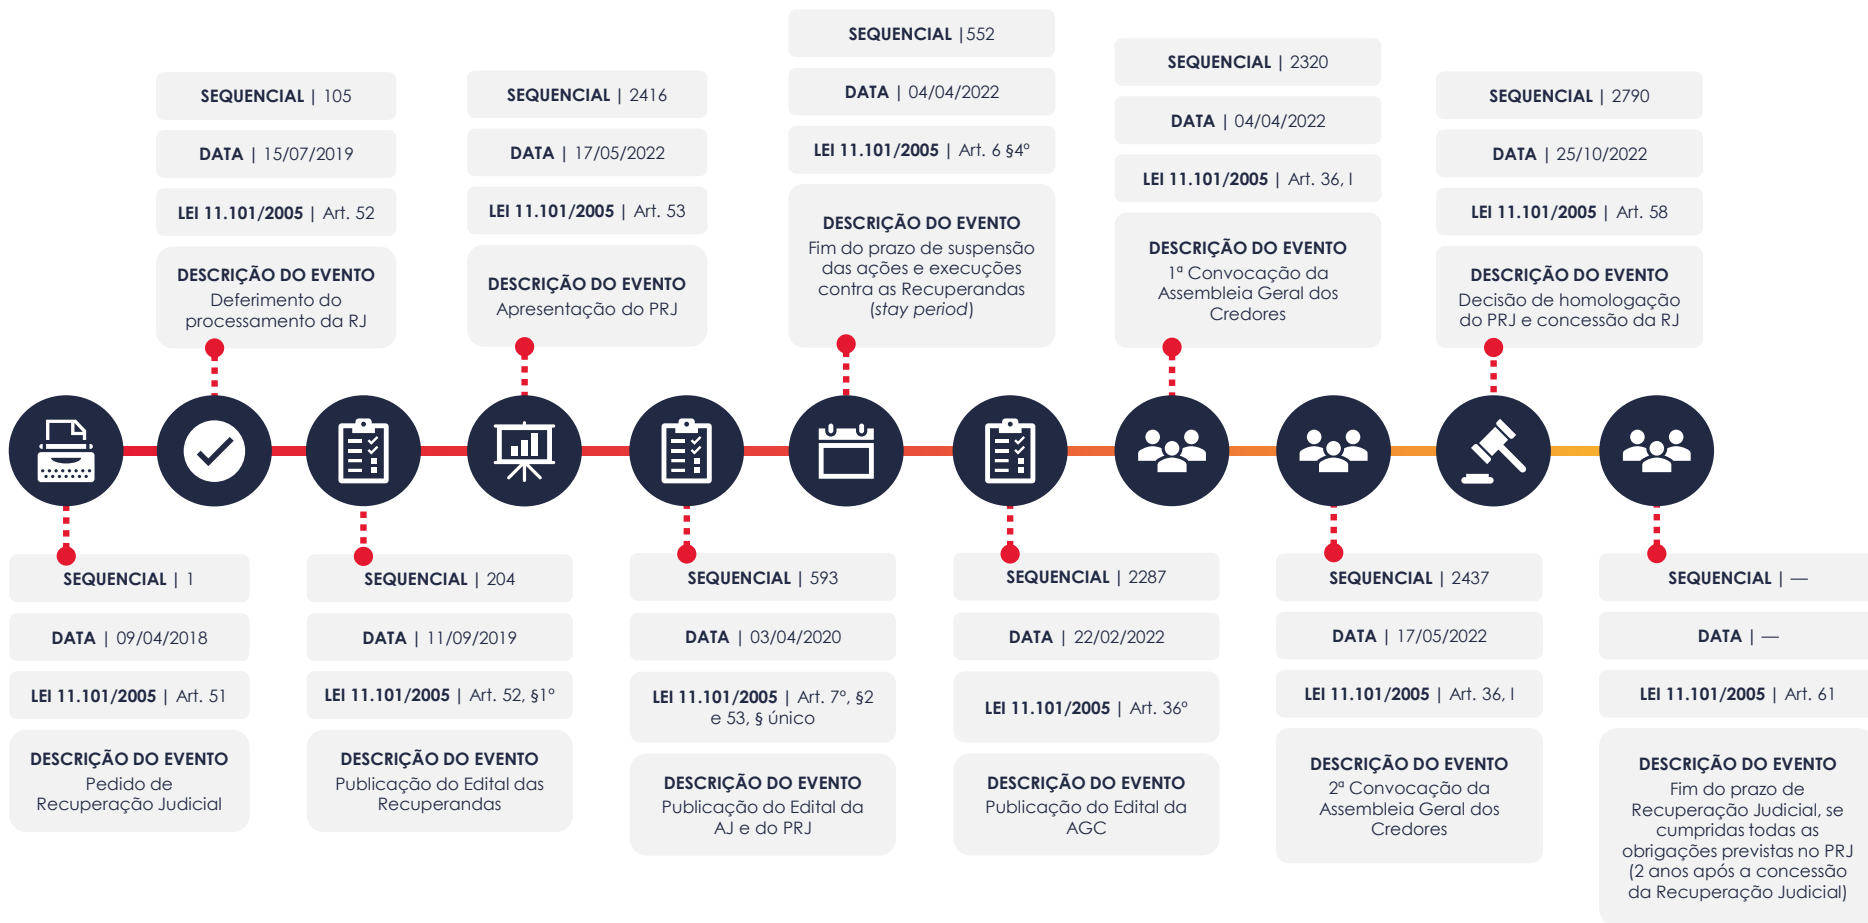 SEQUENCIAL | 105
DATA | 15/07/2019
LEI 11.101/2005 | Art. 52
DESCRIÇÃO DO EVENTO
Deferimento do
processamento da RJ
SEQUENCIAL | 2416
DATA | 17/05/2022
LEI 11.101/2005 | Art. 53
DESCRIÇÃO DO EVENTO
Apresentação do PRJ
SEQUENCIAL |552
DATA | 04/04/2022
LEI 11.101/2005 | Art. 6 §4º
DESCRIÇÃO DO EVENTO
Fim do prazo de suspensão
das ações e execuções
contra as Recuperandas
(stay period)
SEQUENCIAL | 2320
DATA | 04/04/2022
LEI 11.101/2005 | Art. 36, I
DESCRIÇÃO DO EVENTO
1ª Convocação da
Assembleia Geral dos
Credores
SEQUENCIAL | 2790
DATA | 25/10/2022
LEI 11.101/2005 | Art. 58
DESCRIÇÃO DO EVENTO
Decisão de homologação
do PRJ e concessão da RJ
SEQUENCIAL | 1
DATA | 09/04/2018
LEI 11.101/2005 | Art. 51
DESCRIÇÃO DO EVENTO
Pedido de
Recuperação Judicial
SEQUENCIAL | 204
DATA | 11/09/2019
LEI 11.101/2005 | Art. 52, §1º
DESCRIÇÃO DO EVENTO
Publicação do Edital das
Recuperandas
SEQUENCIAL | 593
DATA | 03/04/2020
LEI 11.101/2005 | Art. 7º, §2
e 53, § único
DESCRIÇÃO DO EVENTO
Publicação do Edital da
AJ e do PRJ
SEQUENCIAL | 2287
DATA | 22/02/2022
LEI 11.101/2005 | Art. 36º
DESCRIÇÃO DO EVENTO
Publicação do Edital da
AGC
SEQUENCIAL | 2437
DATA | 17/05/2022
LEI 11.101/2005 | Art. 36, I
DESCRIÇÃO DO EVENTO
2ª Convocação da
Assembleia Geral dos
Credores
SEQUENCIAL | —
DATA | —
LEI 11.101/2005 | Art. 61
DESCRIÇÃO DO EVENTO
Fim do prazo de
Recuperação Judicial, se
cumpridas todas as
obrigações previstas no PRJ
(2 anos após a concessão
da Recuperação Judicial)